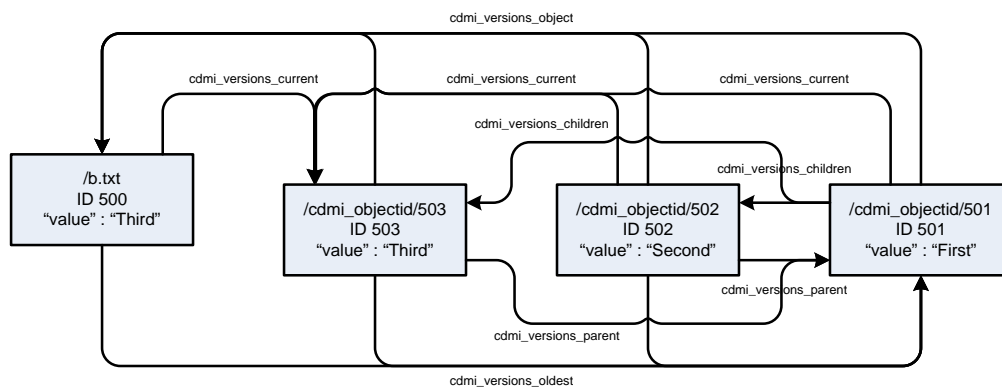 cdmi_versions_object
cdmi_versions_current
cdmi_versions_current
cdmi_versions_current
cdmi_versions_children
cdmi_versions_children
/b.txt
ID 500
“value” : “Third”
/cdmi_objectid/503
ID 503
“value” : “Third”
/cdmi_objectid/502
ID 502
“value” : “Second”
/cdmi_objectid/501
ID 501
“value” : “First”
cdmi_versions_parent
cdmi_versions_parent
cdmi_versions_oldest